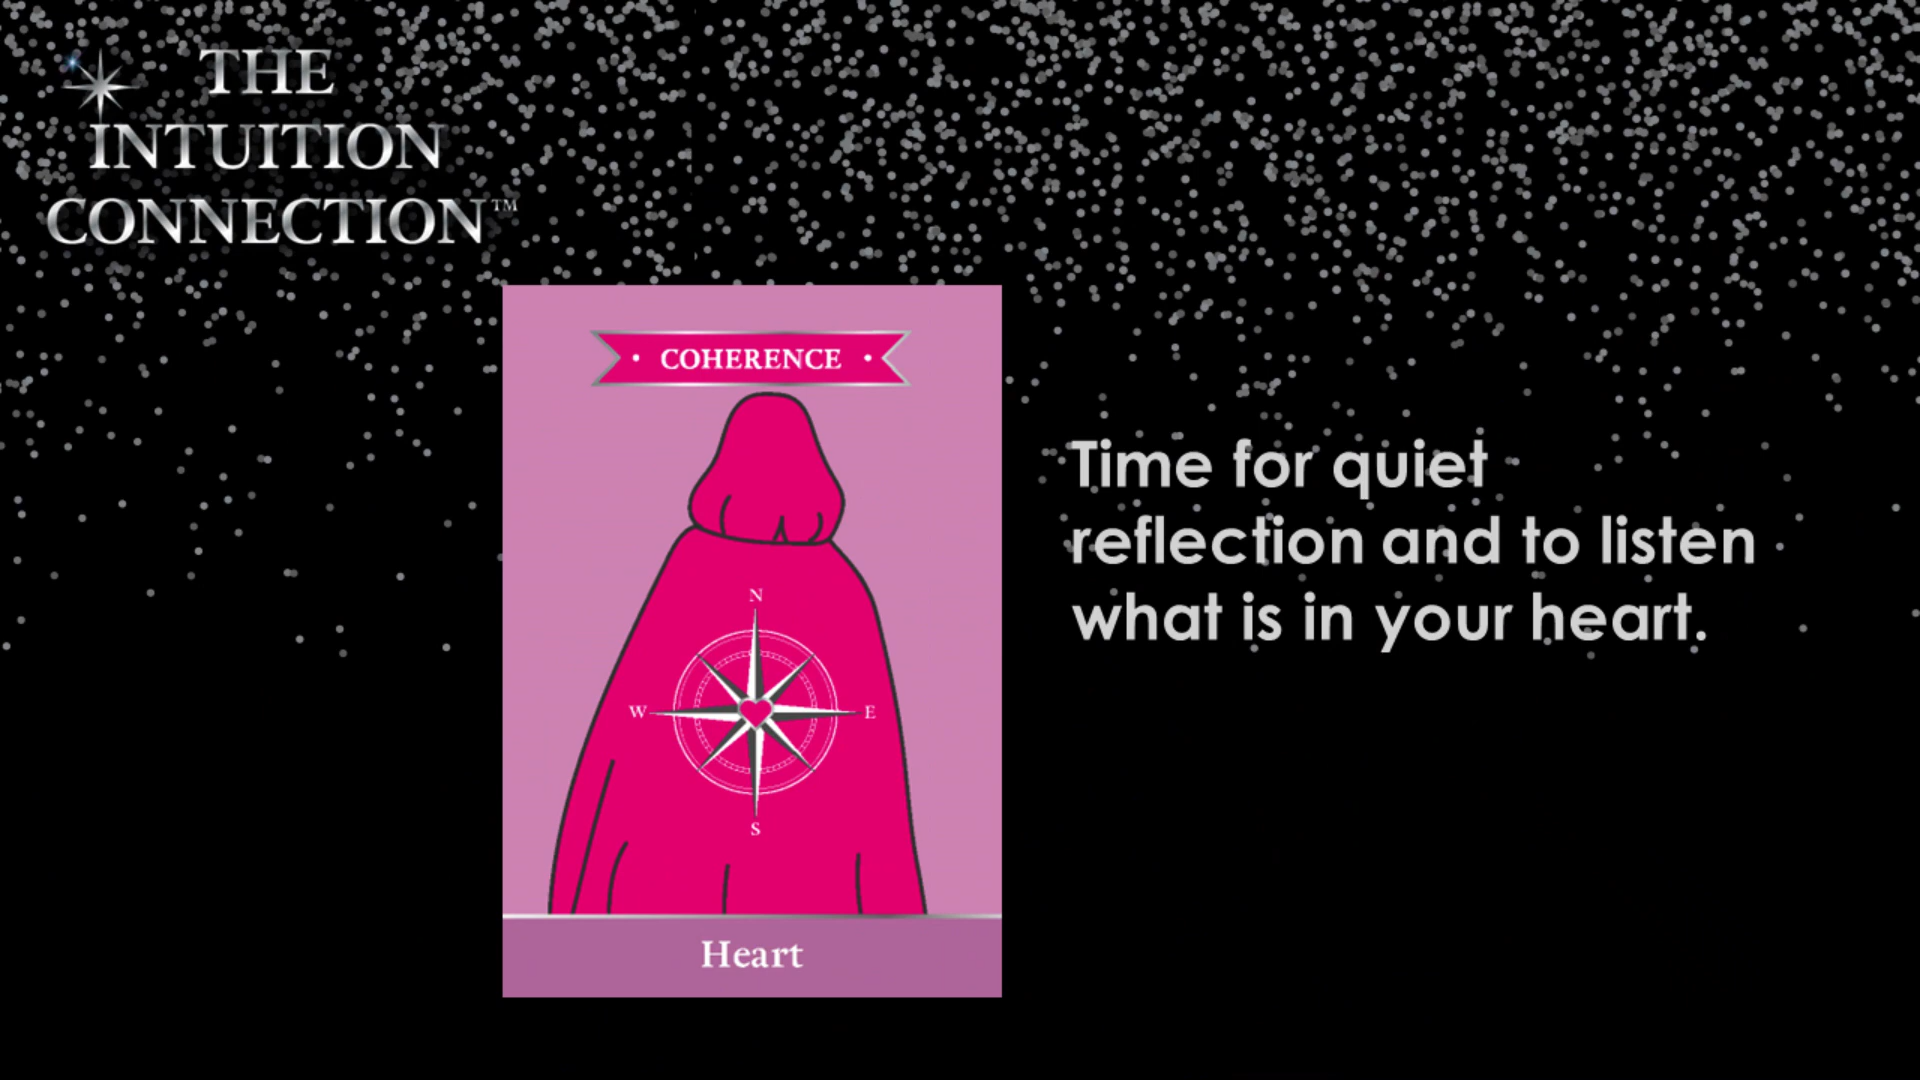 THE
INTUITION
CONNECTION™
· COHERENCE ·
N
W E
S
Heart
Time for quiet
reflection and to listen
what is in your heart.